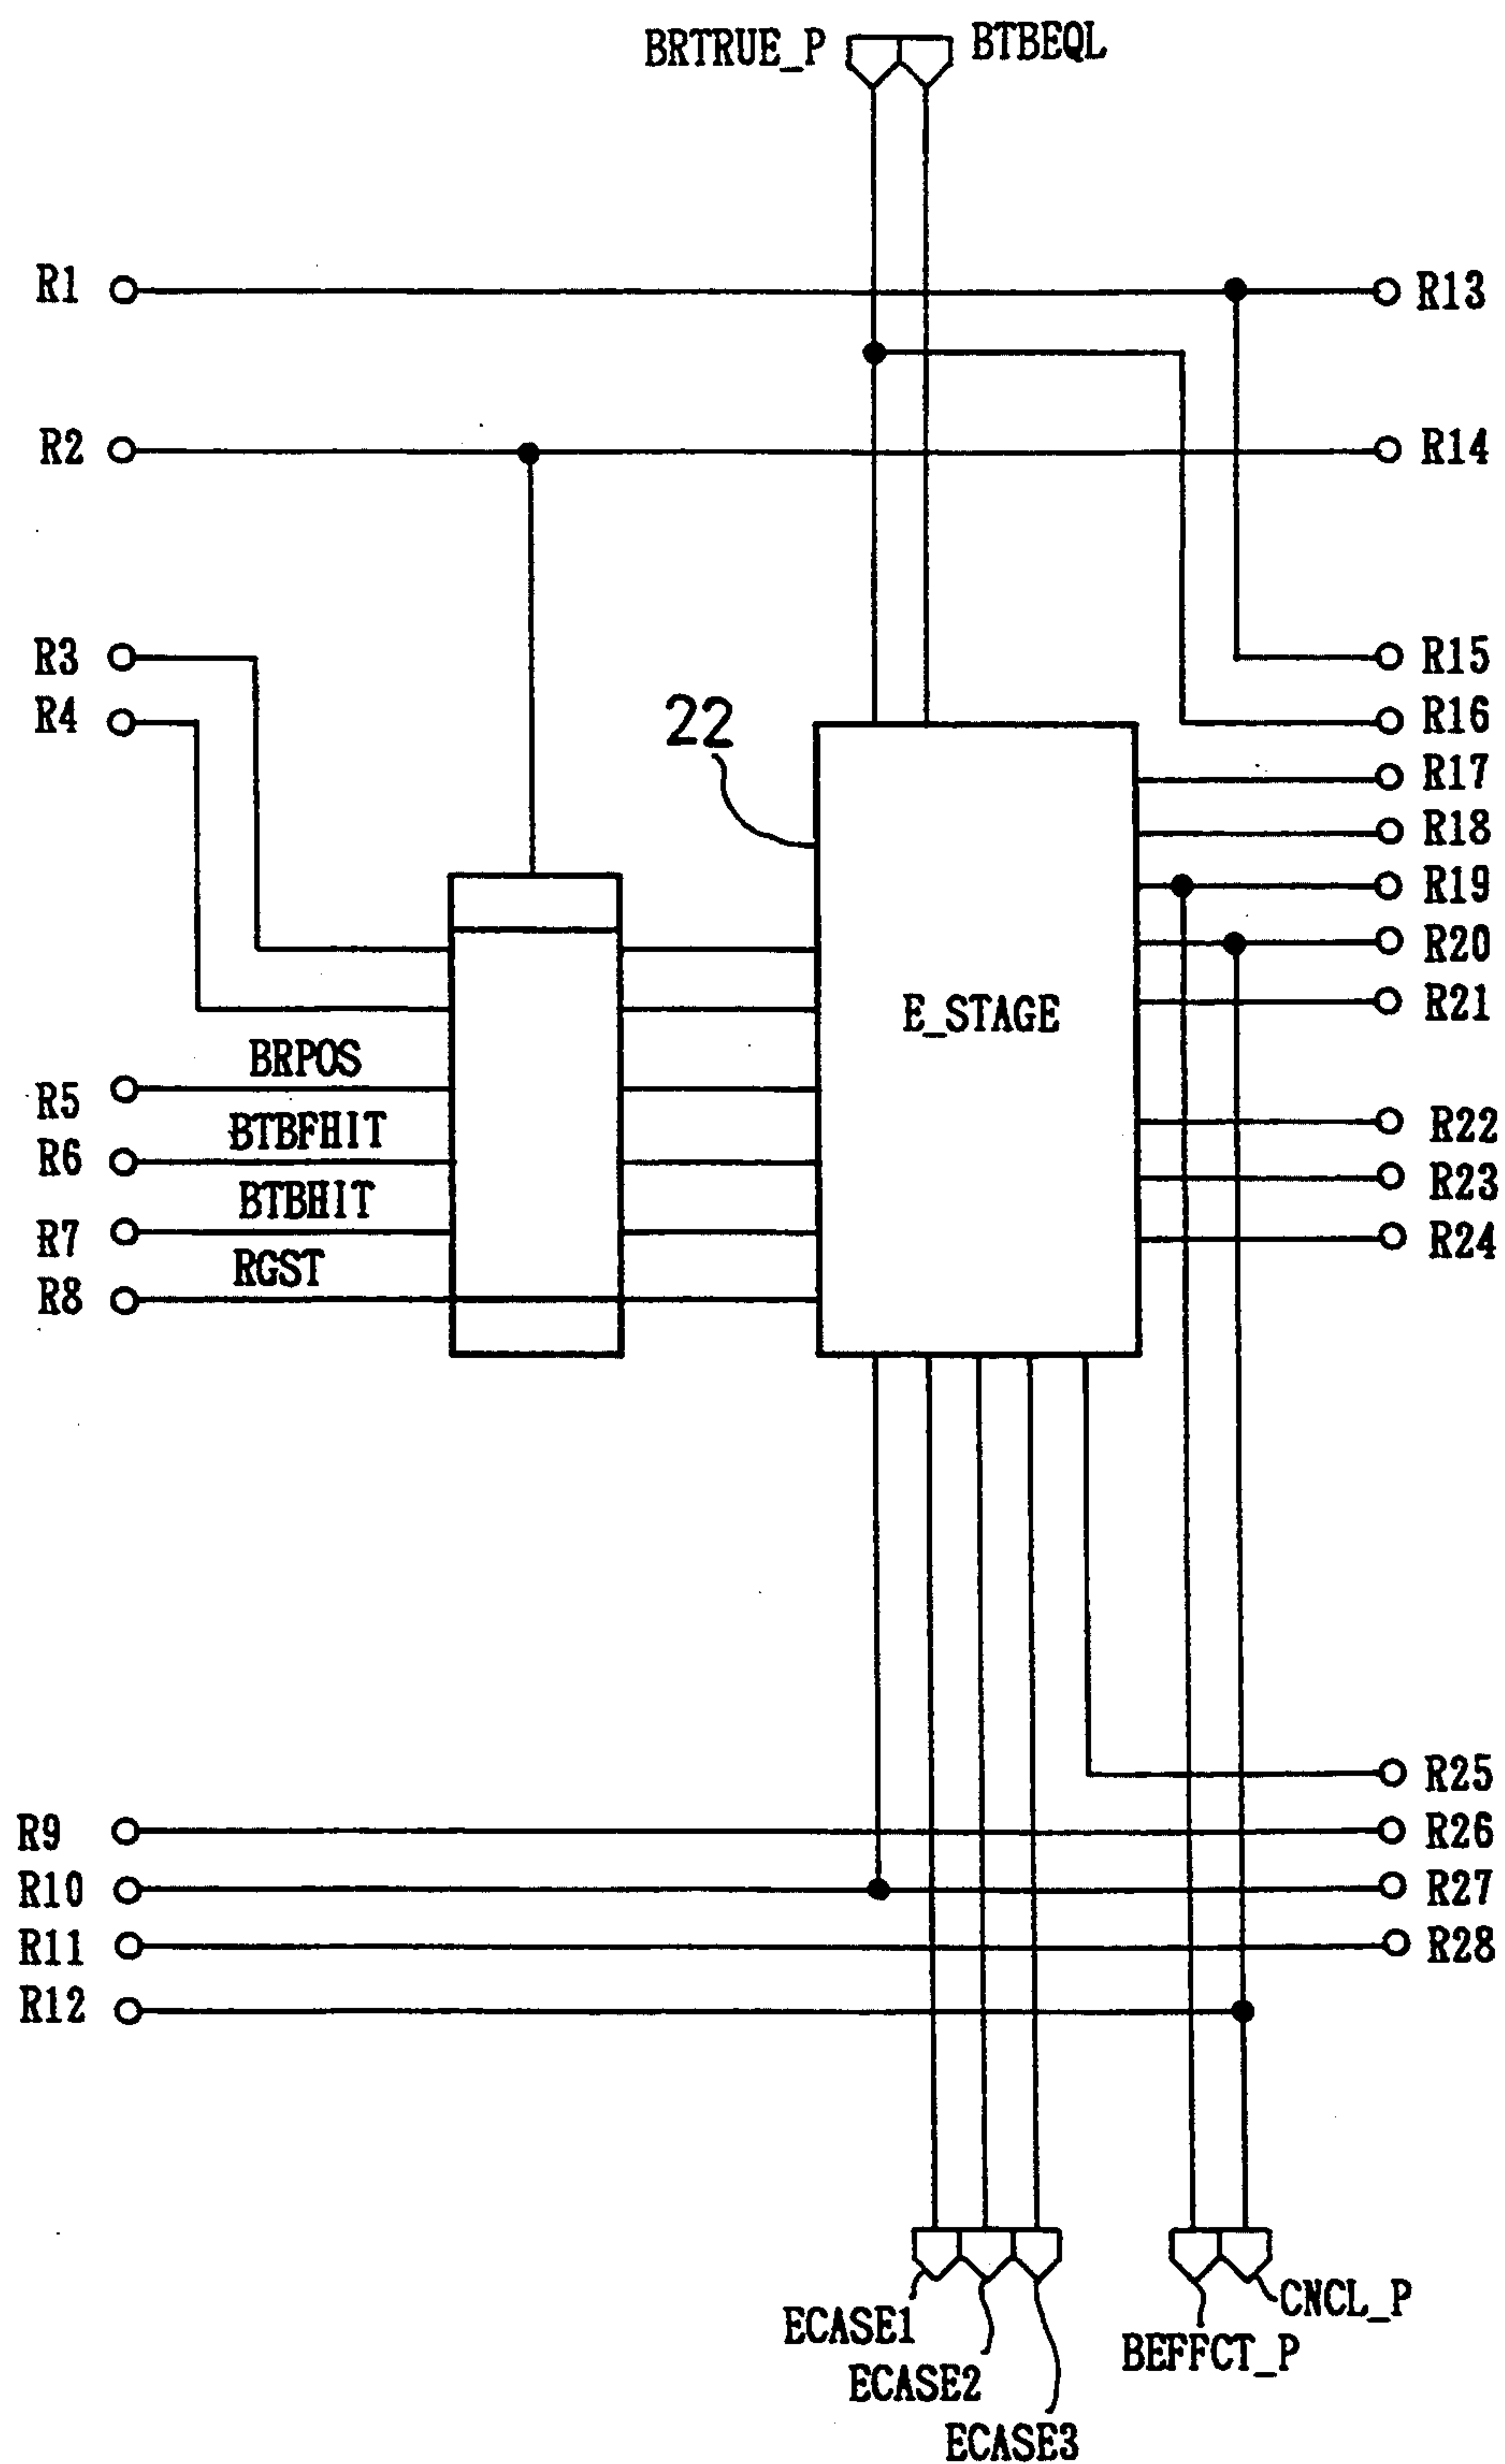 BRTRUE_P
BTBEQL
R1
R13
R2
R14
R3
R15
R4
R16
22
R17
R18
R19
R20
E_STAGE
R21
BRPOS
R5
BTBFHIT
R22
R6
R23
BTBHIT
R7
R24
RGST
R8
R25
R9
R26
R10
R27
R11
R28
R12
ECASE1
CNCL_P
BEFFCT_P
ECASE2
ECASE3